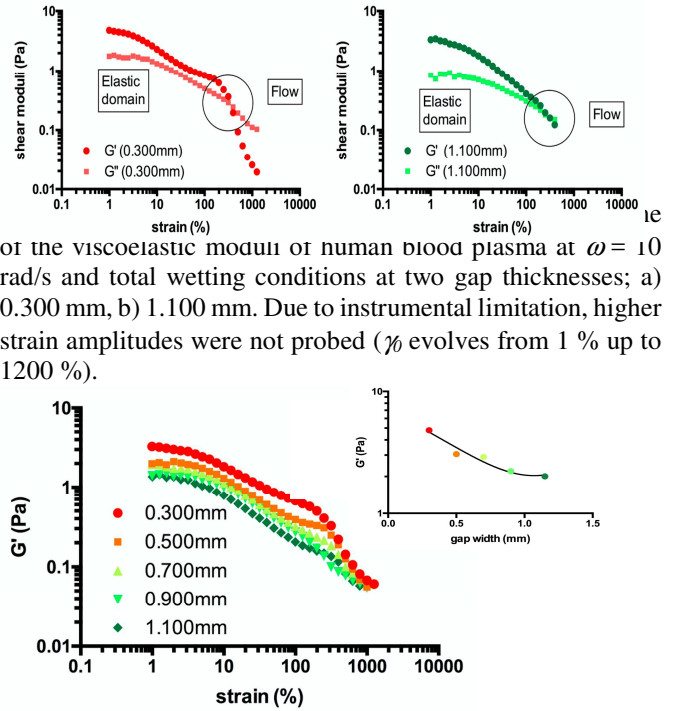 10
1
0.1
0.01
shear moduli (Pa)
Elastic
domain
Flow
G' (0.300mm)
G'' (0.300mm)
0.1 1 10 100 1000 10000
strain (%)
10
1
0.1
0.01
shear moduli (Pa)
Elastic
domain
Flow
G' (1.100mm)
G'' (1.100mm)
0.1 1 10 100 1000 10000
strain (%)
of the viscoelastic moduli of human blood plasma at ω = 10
rad/s and total wetting conditions at two gap thicknesses; a)
0.300 mm, b) 1.100 mm. Due to instrumental limitation, higher
strain amplitudes were not probed (γ0 evolves from 1 % up to
1200 %).
10
1
0.1
0.01
G' (Pa)
0.300mm
0.500mm
0.700mm
0.900mm
1.100mm
0.1 1 10 100 1000 10000
strain (%)
10
1
G' (Pa)
0.0 0.5 1.0 1.5
gap width (mm)